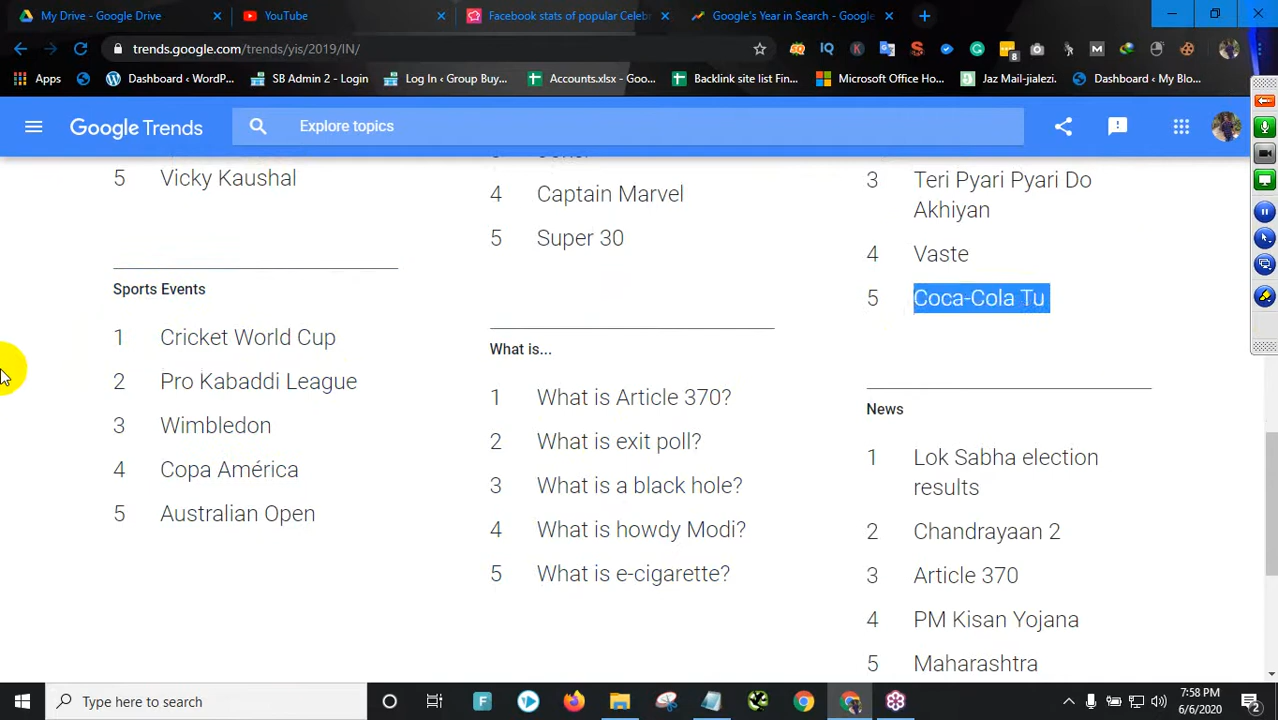 My Drive - Google Drive
YouTube
Facebook stats of popular Celebr
Google's Year in Search - Google
trends.google.com/trends/yis/2019/IN/
8
Apps
Dashboard ‹ WordP...
SB Admin 2 - Login
Log In ‹ Group Buy...
Accounts.xlsx - Goo...
Backlink site list Fin...
Microsoft Office Ho...
Jaz Mail-jialezi.
Dashboard ‹ My Blo...
Google Trends
Explore topics
5 Vicky Kaushal
Sports Events
1 Cricket World Cup
2 Pro Kabaddi League
3 Wimbledon
4 Copa América
5 Australian Open
4 Captain Marvel
5 Super 30
What is...
1 What is Article 370?
2 What is exit poll?
3 What is a black hole?
4 What is howdy Modi?
5 What is e-cigarette?
3 Teri Pyari Pyari Do
Akhiyan
4 Vaste
5 Coca-Cola Tu
News
1 Lok Sabha election
results
2 Chandrayaan 2
3 Article 370
4 PM Kisan Yojana
5 Maharashtra
Type here to search
7:58 PM
6/6/2020
2